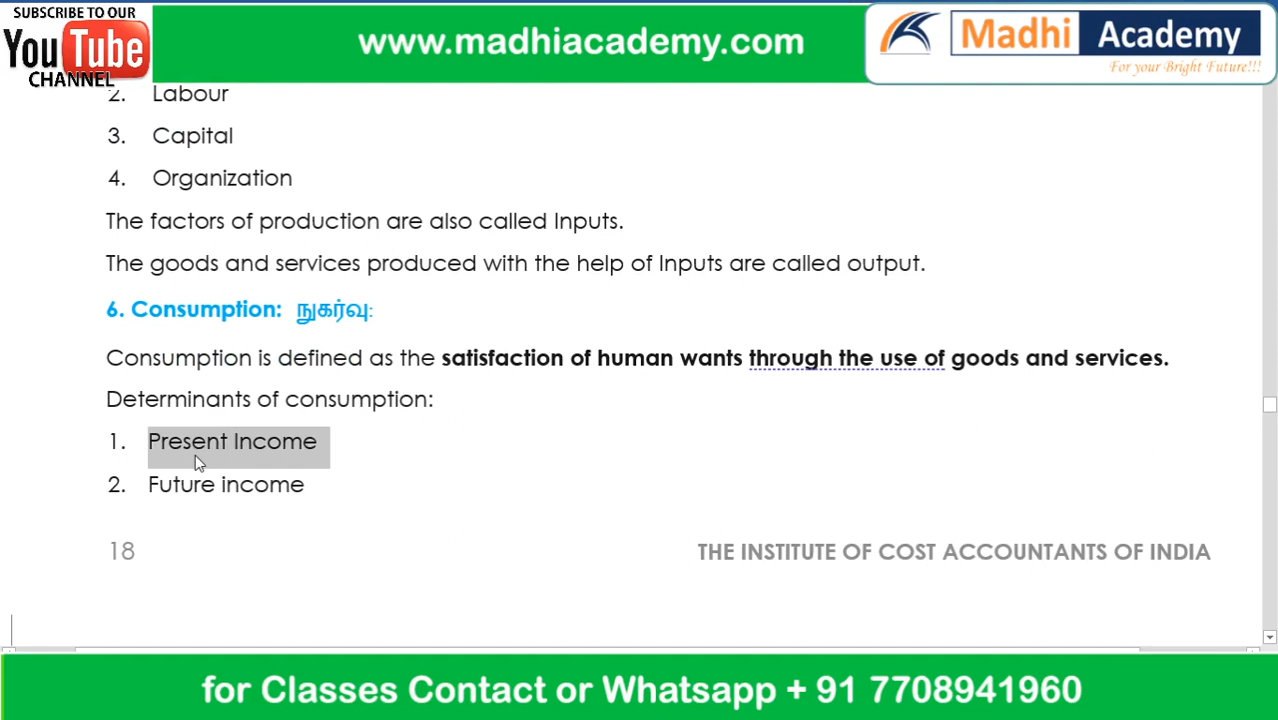 SUBSCRIBE TO OUR
YouTube
CHANNEL
www.madhiacademy.com
Madhi Academy
For your Bright Future!!!
2. Labour
3. Capital
4. Organization
The factors of production are also called Inputs.
The goods and services produced with the help of Inputs are called output.
6. Consumption: நுகர்வு:
Consumption is defined as the satisfaction of human wants through the use of goods and services.
Determinants of consumption:
1. Present Income
2. Future income
18 THE INSTITUTE OF COST ACCOUNTANTS OF INDIA
for Classes Contact or Whatsapp + 91 7708941960